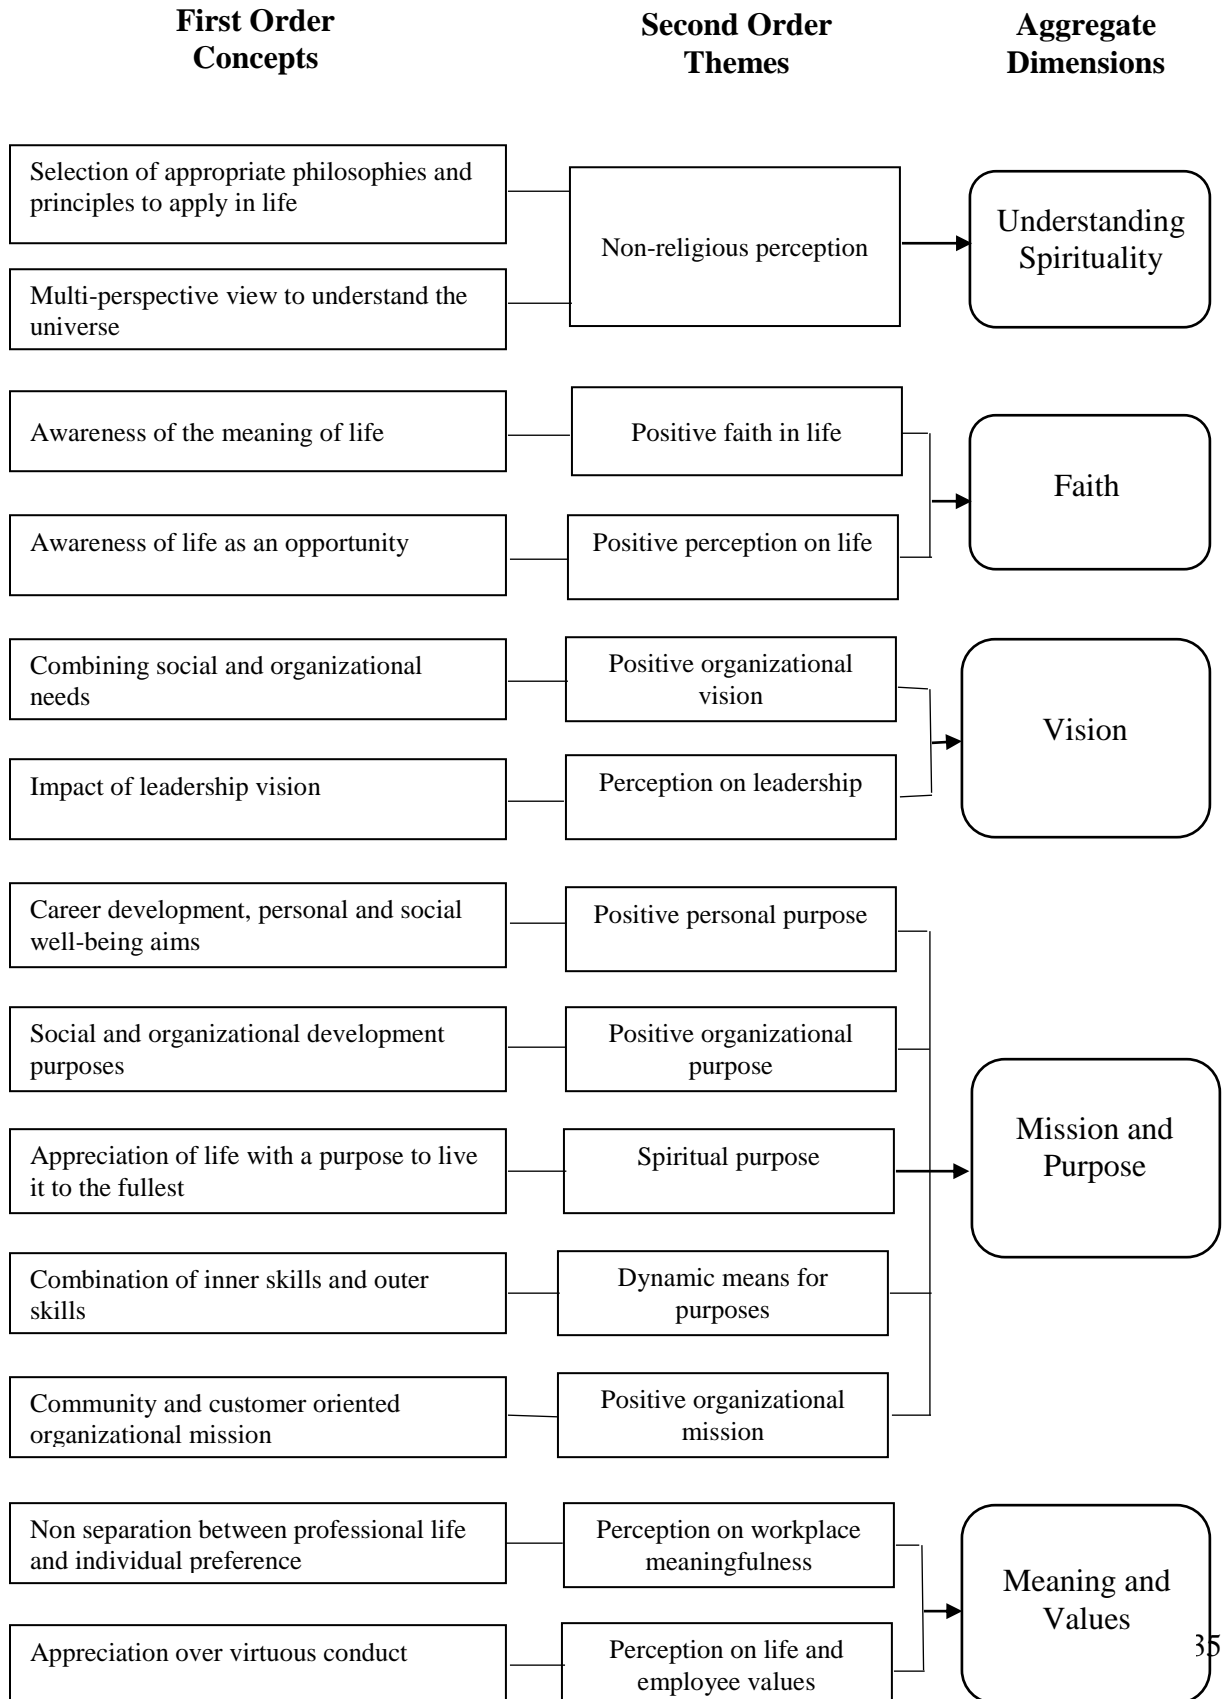 First Order
Concepts
Second Order
Themes
Aggregate
Dimensions
Selection of appropriate philosophies and
principles to apply in life
Non-religious perception
Understanding
Spirituality
Multi-perspective view to understand the
universe
Awareness of the meaning of life
Positive faith in life
Faith
Awareness of life as an opportunity
Positive perception on life
Combining social and organizational
needs
Positive organizational
vision
Vision
Impact of leadership vision
Perception on leadership
Career development, personal and social
well-being aims
Positive personal purpose
Social and organizational development
purposes
Positive organizational
purpose
Mission and
Purpose
Appreciation of life with a purpose to live
it to the fullest
Spiritual purpose
Combination of inner skills and outer
skills
Dynamic means for
purposes
Community and customer oriented
organizational mission
Positive organizational
mission
Non separation between professional life
and individual preference
Perception on workplace
meaningfulness
Meaning and
Values
Appreciation over virtuous conduct
Perception on life and
employee values
35